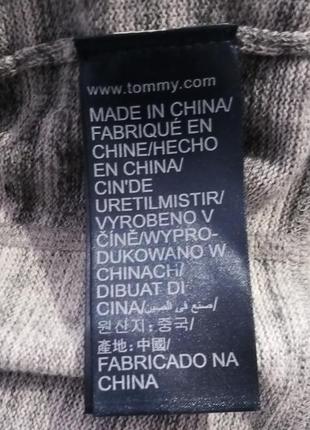 www.tommy.com
MADE IN CHINA/
FABRIQUÉ EN
CHINE/HECHO
EN CHINA/
CIN'DE
URETILMISTIR/
VYROBENO V
ČÍNĚ/WYPRO-
DUKOWANO W
CHINACH/
DIBUAT DI
CINA/صنع في الصين/
원산지: 중국/
產地: 中國/
FABRICADO NA
CHINA